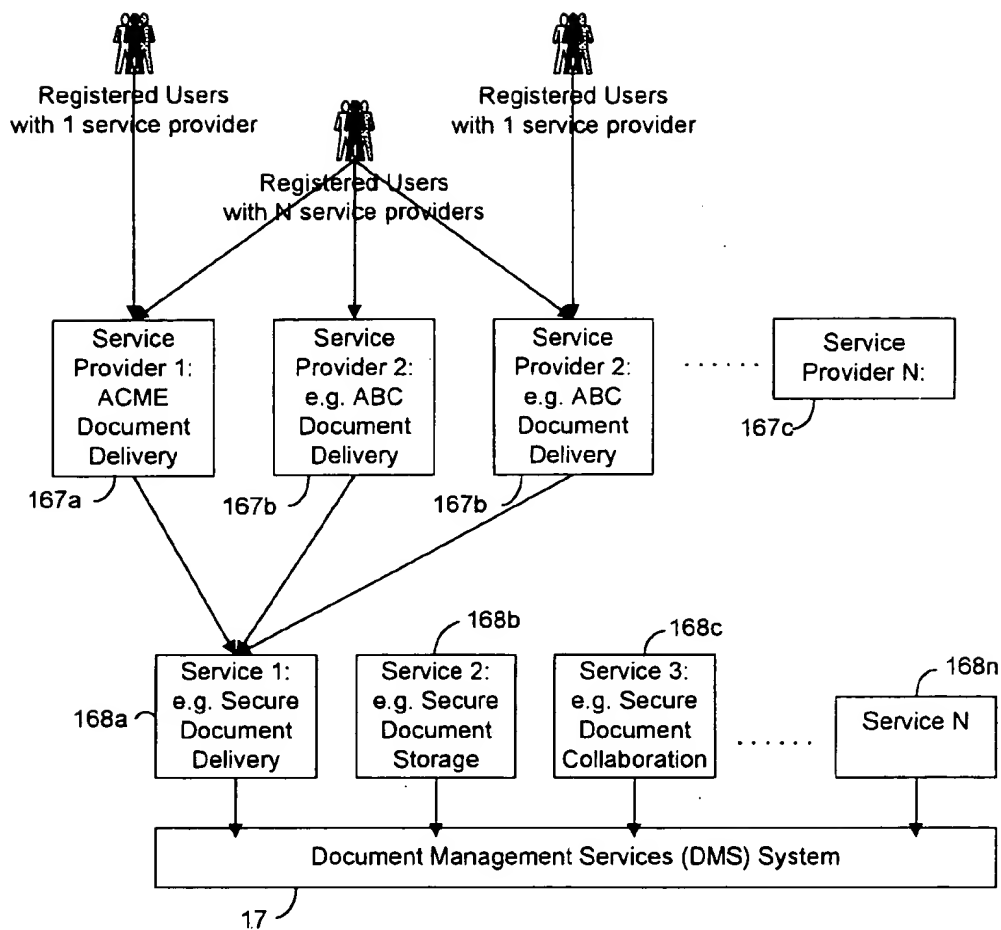 Registered Users
with 1 service provider
Registered Users
with 1 service provider
Registered Users
with N service providers
Service
Provider 1:
ACME
Document
Delivery
Service
Provider 2:
e.g. ABC
Document
Delivery
Service
Provider 2:
e.g. ABC
Document
Delivery
Service
Provider N:
167a
167b
167b
167c
168b
168c
168n
168a
Service 1:
e.g. Secure
Document
Delivery
Service 2:
e.g. Secure
Document
Storage
Service 3:
e.g. Secure
Document
Collaboration
Service N
Document Management Services (DMS) System
17